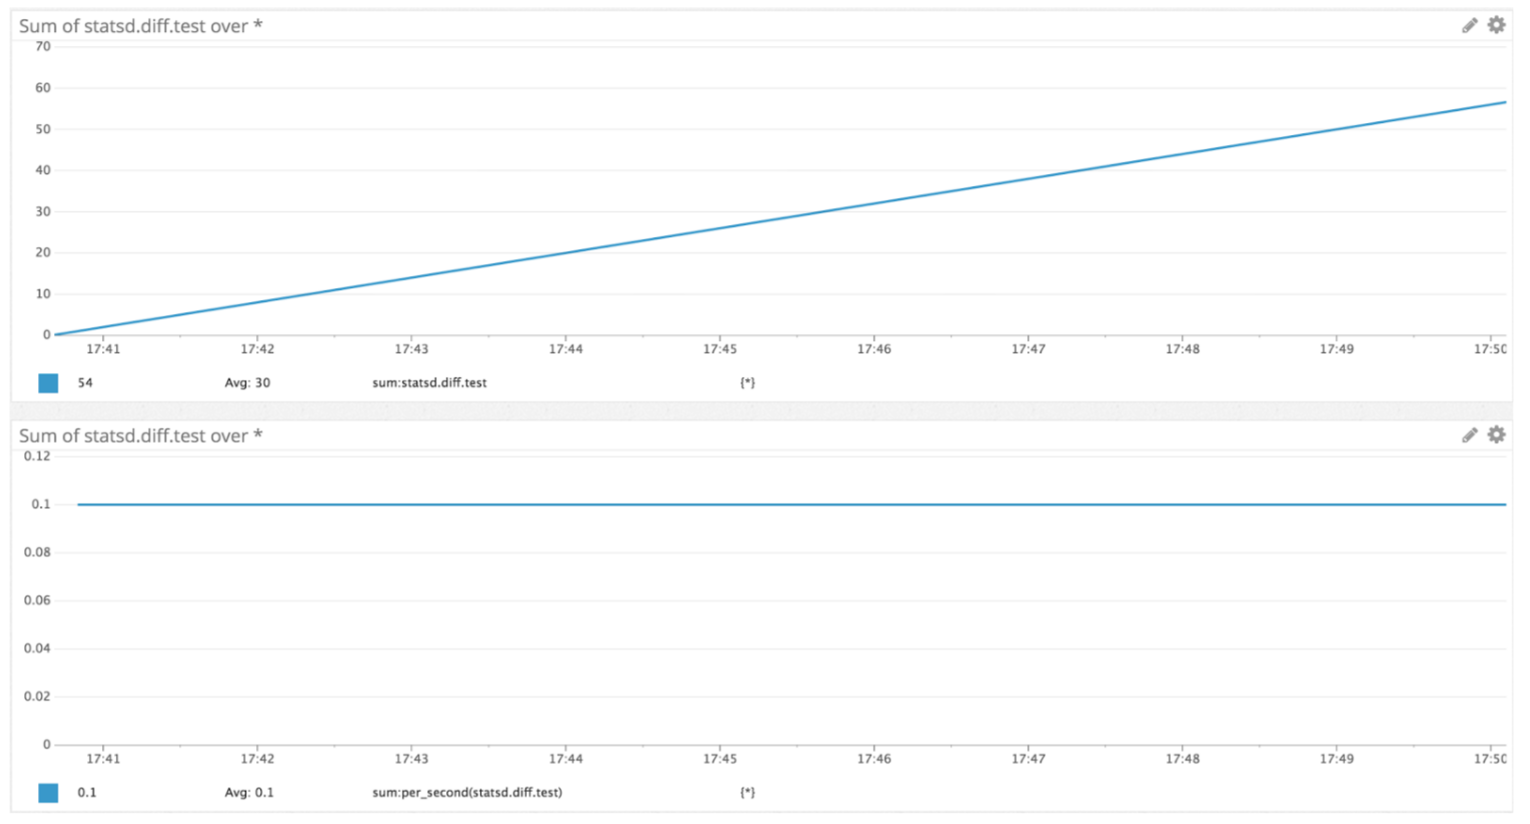 Sum of statsd.diff.test over *
70
60
50
40
30
20
10
0
17:41 17:42 17:43 17:44 17:45 17:46 17:47 17:48 17:49 17:50
54 Avg: 30 sum:statsd.diff.test {*}
Sum of statsd.diff.test over *
0.12
0.1
0.08
0.06
0.04
0.02
0
17:41 17:42 17:43 17:44 17:45 17:46 17:47 17:48 17:49 17:50
0.1 Avg: 0.1 sum:per_second(statsd.diff.test) {*}